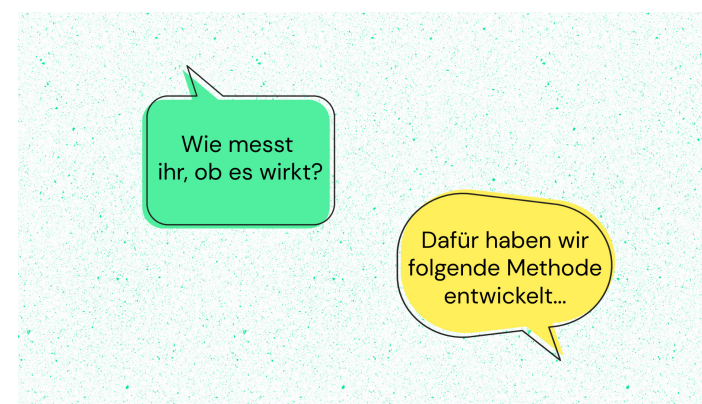 Wie messt
ihr, ob es wirkt?
Dafür haben wir
folgende Methode
entwickelt...